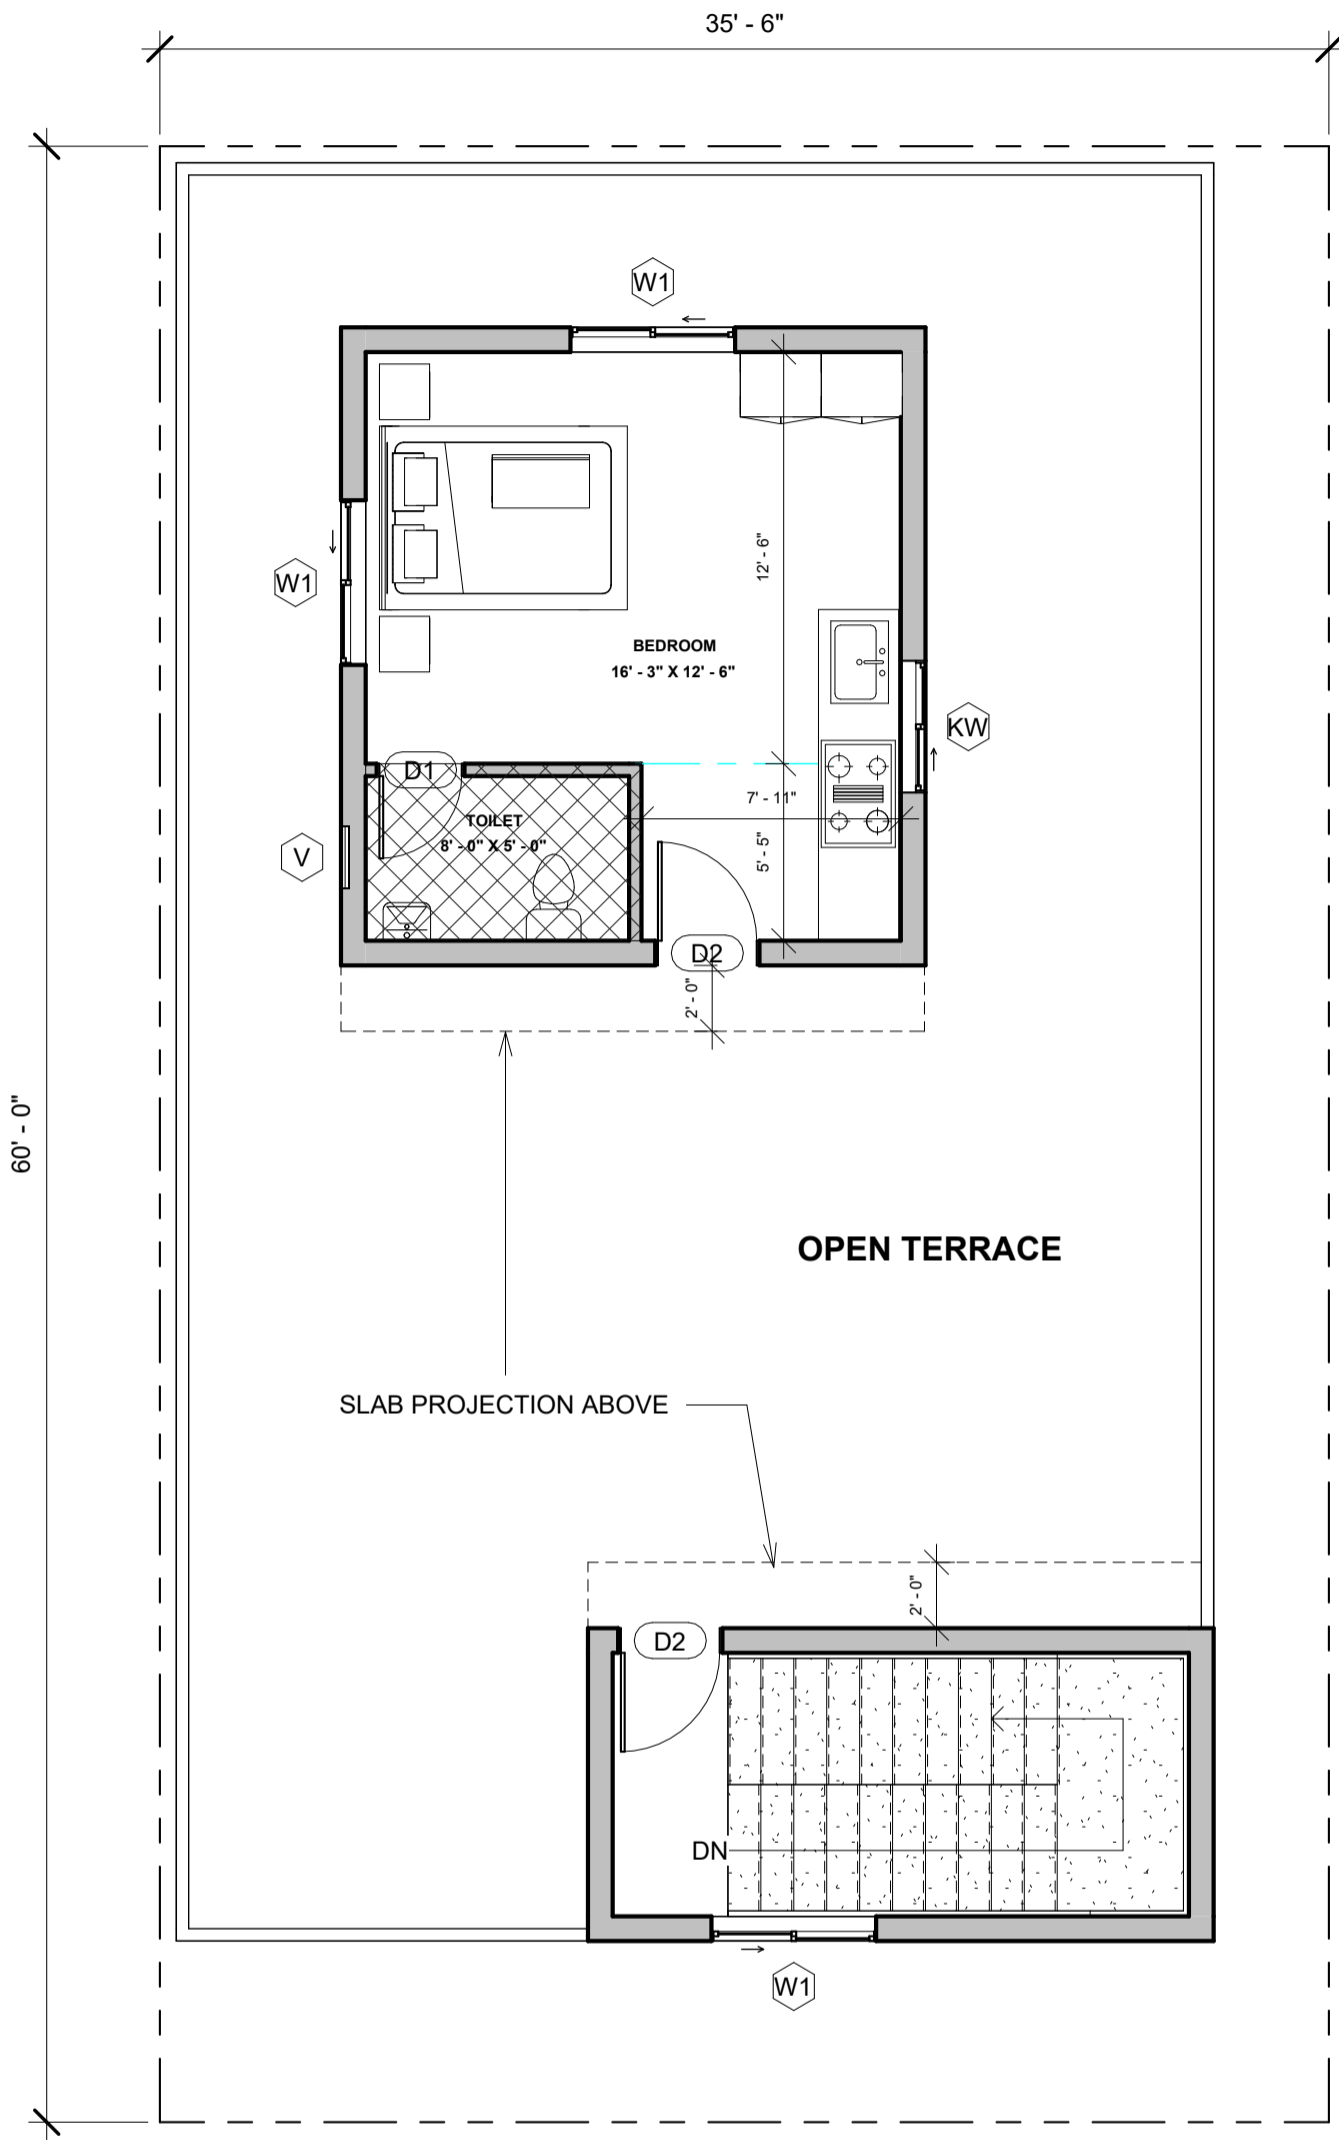 35' - 6"
W1
12' - 6"
W1
BEDROOM
16' - 3" X 12' - 6"
KW
D1
7' - 11"
TOILET
8' - 0" X 5' - 0"
V
5' - 5"
D2
2' - 0"
60' - 0"
OPEN TERRACE
SLAB PROJECTION ABOVE
2' - 0"
D2
DN
W1